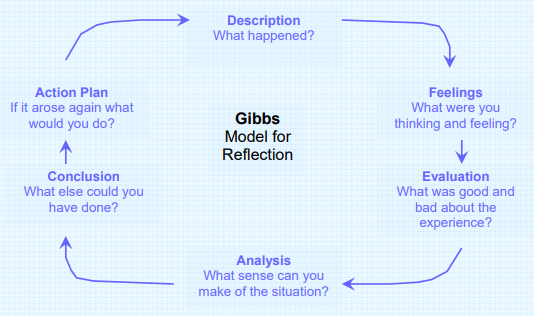 Description
What happened?
Feelings
What were you
thinking and feeling?
Evaluation
What was good and
bad about the
experience?
Analysis
What sense can you
make of the situation?
Conclusion
What else could you
have done?
Action Plan
If it arose again what
would you do?
Gibbs
Model for
Reflection